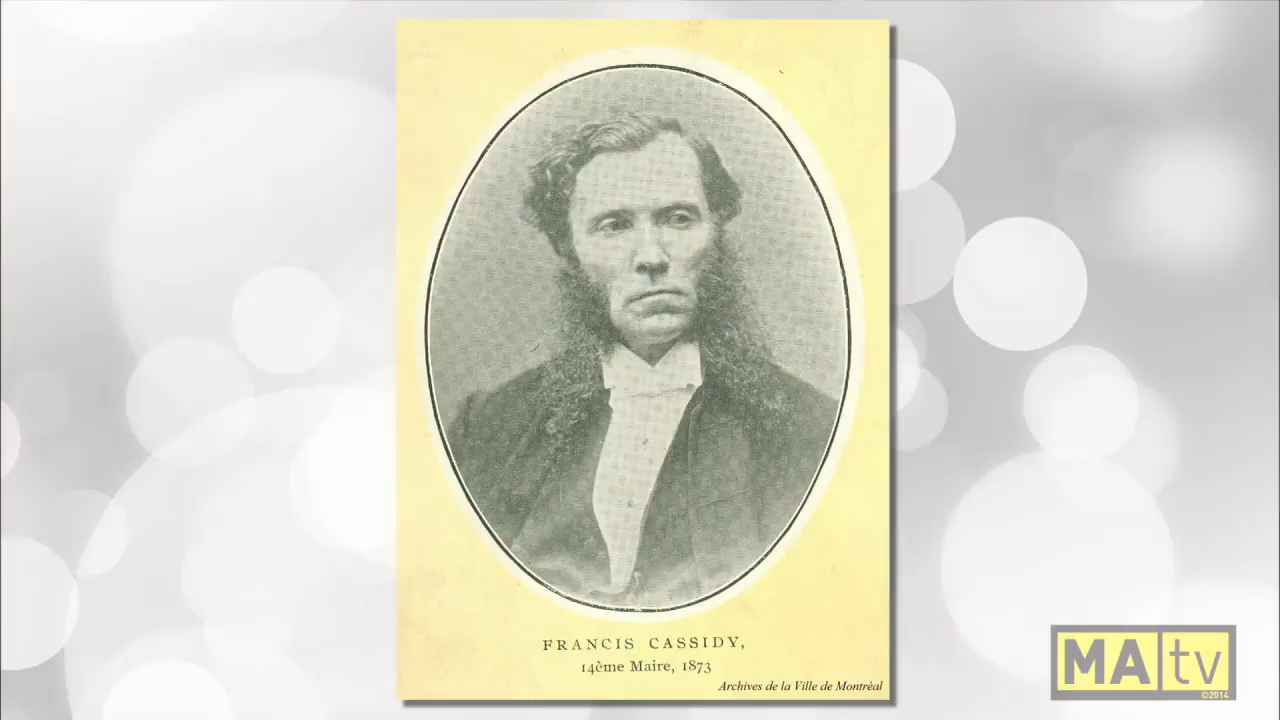 FRANCIS CASSIDY,
14ème Maire, 1873
Archives de la Ville de Montréal
MAtv
©2014